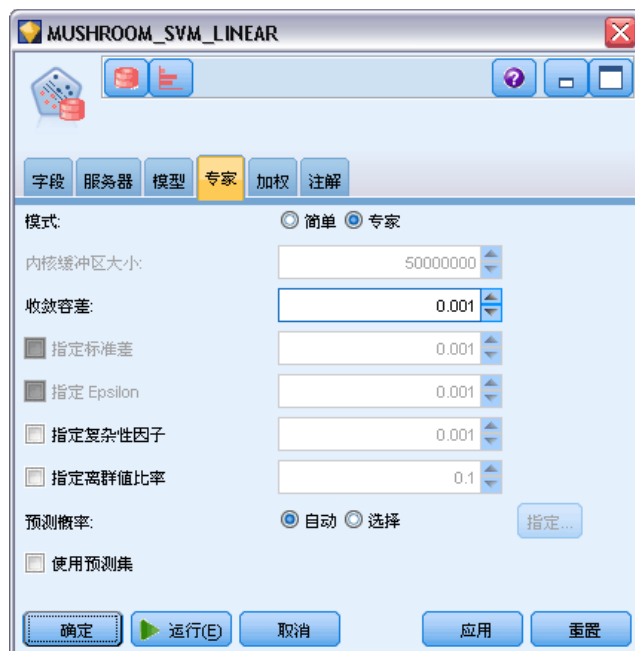 MUSHROOM_SVM_LINEAR
字段 服务器 模型 专家 加权 注解
模式: 简单 专家
内核缓冲区大小: 50000000
收敛容差: 0.001
指定标准差 0.001
指定 Epsilon 0.001
指定复杂性因子 0.001
指定离群值比率 0.1
预测概率: 自动 选择 指定...
使用预测集
确定 运行(E) 取消 应用 重置